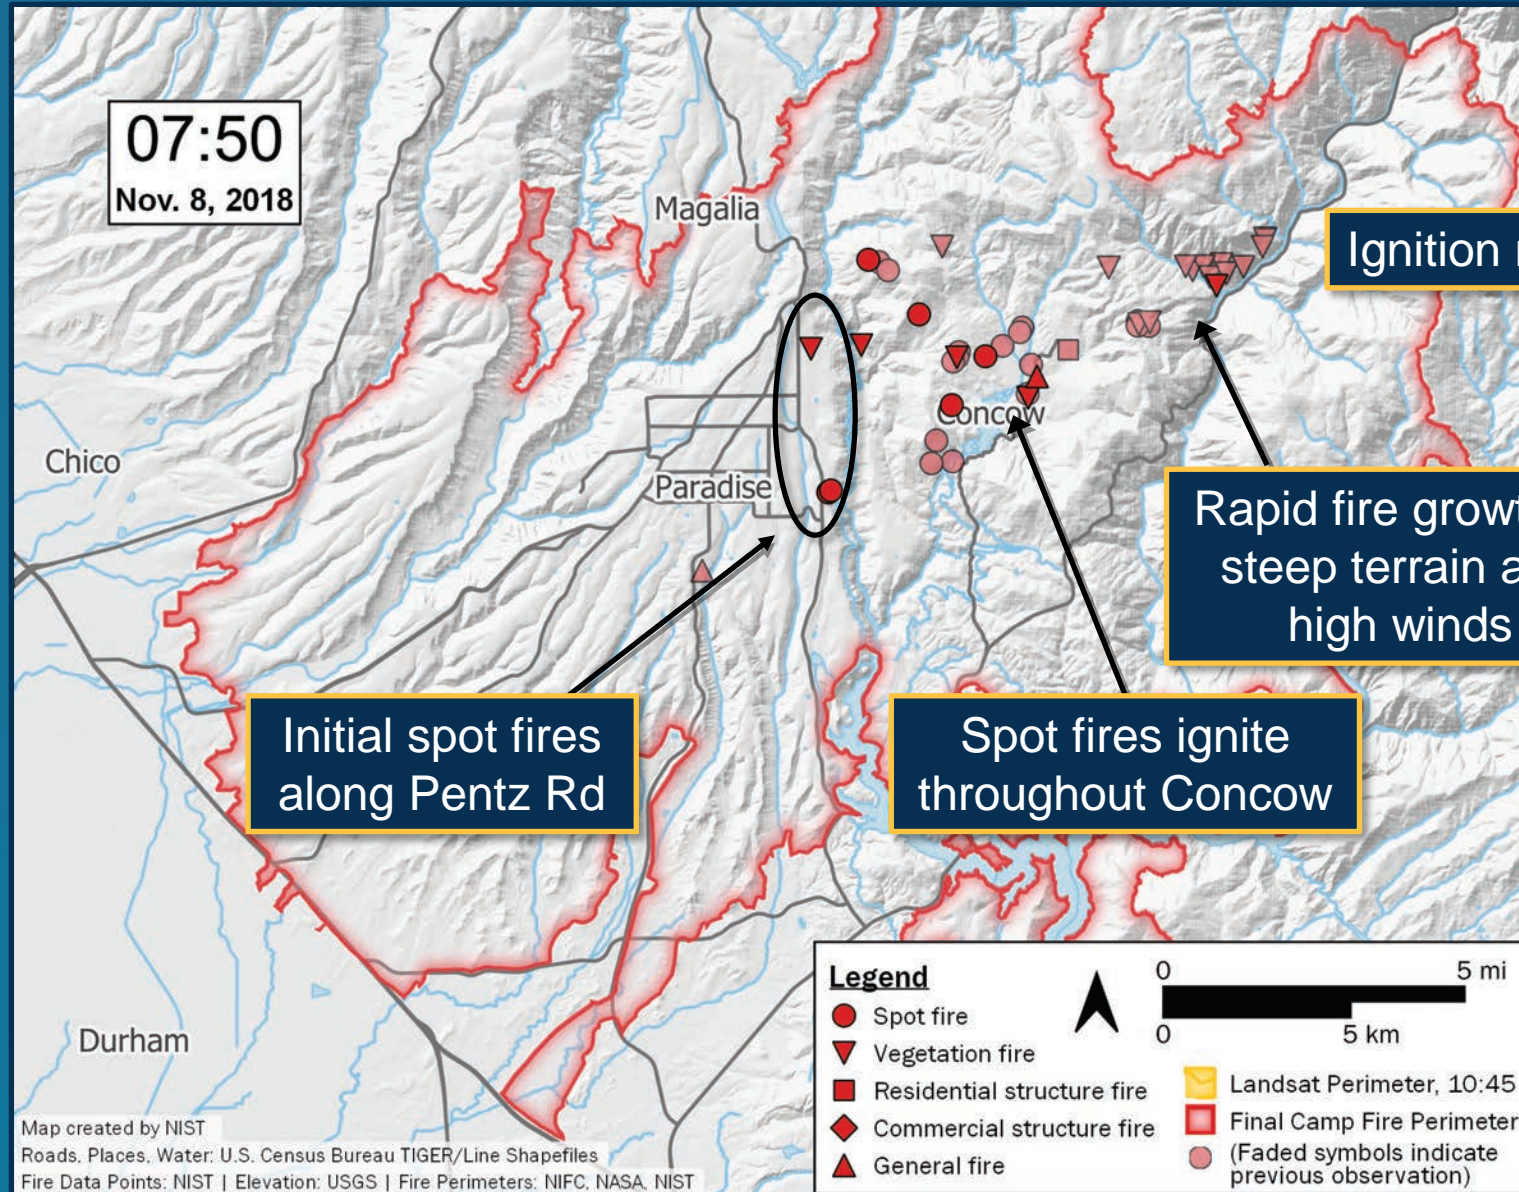 07:50
Nov. 8, 2018
Magalia
Ignition
Chico
Concow
Paradise
Rapid fire
steep terrain
high winds
Initial spot fires
along Pentz Rd
Spot fires ignite
throughout Concow
Durham
Legend
Spot fire
Vegetation fire
Residential structure fire
Commercial structure fire
General fire
0 5 mi
0 5 km
Landsat Perimeter, 10:45
Final Camp Fire Perimeter
(Faded symbols indicate
previous observation)
Map created by NIST
Roads, Places, Water: U.S. Census Bureau TIGER/Line Shapefiles
Fire Data Points: NIST | Elevation: USGS | Fire Perimeters: NIFC, NASA, NIST